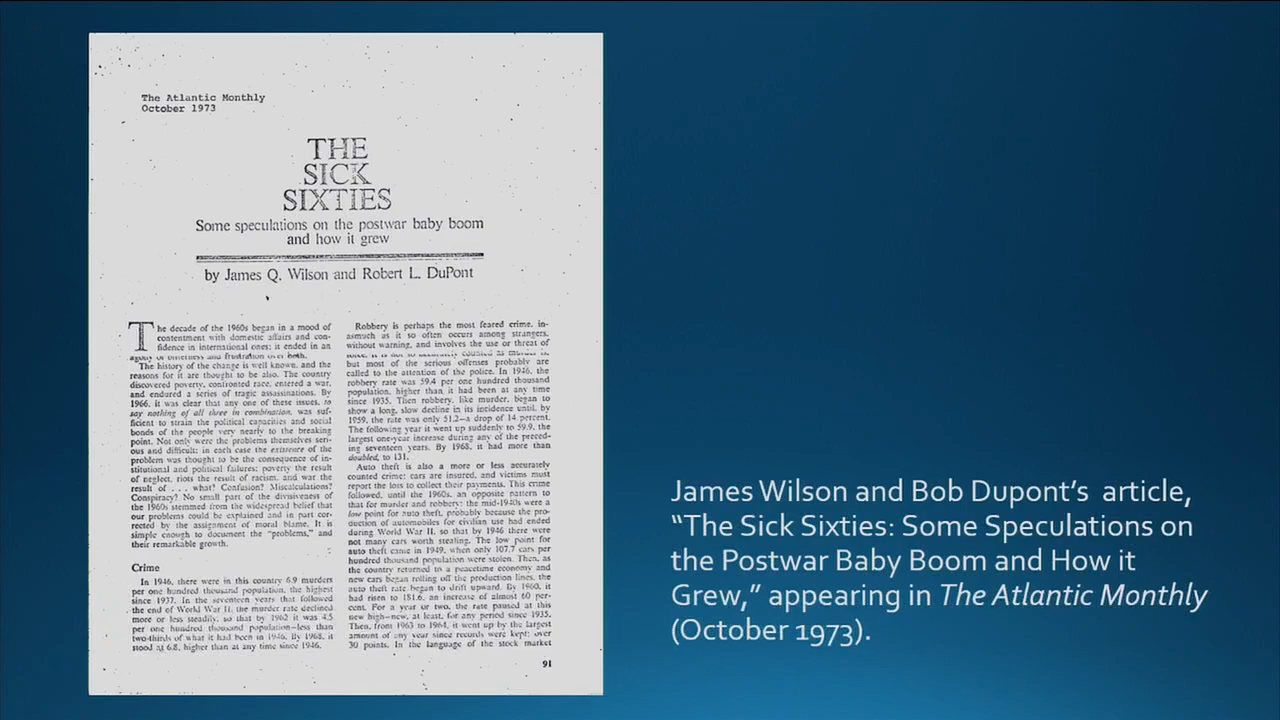 The Atlantic Monthly
October 1973
THE
SICK
SIXTIES
Some speculations on the postwar baby boom
and how it grew
by James Q. Wilson and Robert L. DuPont
The decade of the 1960s began in a mood of
contentment with domestic affairs and con-
fidence in international ones; it ended in an
agony of bitterness and frustration over both.
The history of the change is well known, and the
reasons for it are thought to be also. The country
discovered poverty, confronted race, entered a war,
and endured a series of tragic assassinations. By
1966, it was clear that any one of these issues, to
say nothing of all three in combination, was suf-
ficient to strain the political capacities and social
bonds of the people very nearly to the breaking
point. Not only were the problems themselves seri-
ous and difficult: in each case the existence of the
problem was thought to be the consequence of in-
stitutional and political failures: poverty the result
of neglect, riots the result of racism, and war the
result of . . . what? Confusion? Miscalculations?
Conspiracy? No small part of the divisiveness of
the 1960s stemmed from the widespread belief that
our problems could be explained and in part cor-
rected by the assignment of moral blame. It is
simple enough to document the "problems," and
their remarkable growth.
Crime
In 1946, there were in this country 6.9 murders
per one hundred thousand population, the highest
since 1937. In the seventeen years that followed
the end of World War II, the murder rate declined
more or less steadily, so that by 1962 it was 4.5
per one hundred thousand population—less than
two-thirds of what it had been in 1946. By 1968, it
stood at 6.8, higher than at any time since 1946.
Robbery is perhaps the most feared crime, in-
asmuch as it so often occurs among strangers,
without warning, and involves the use or threat of
force. It is not so accurately counted as murder is,
but most of the serious offenses probably are
called to the attention of the police. In 1946, the
robbery rate was 59.4 per one hundred thousand
population, higher than it had been at any time
since 1935. Then robbery, like murder, began to
show a long, slow decline in its incidence until, by
1959, the rate was only 51.2—a drop of 14 percent.
The following year it went up suddenly to 59.9, the
largest one-year increase during any of the preced-
ing seventeen years. By 1968, it had more than
doubled, to 131.
Auto theft is also a more or less accurately
counted crime: cars are insured, and victims must
report the loss to collect their payments. This crime
followed, until the 1960s, an opposite pattern to
that for murder and robbery: the mid-1940s were a
low point for auto theft, probably because the pro-
duction of automobiles for civilian use had ended
during World War II, so that by 1946 there were
not many cars worth stealing. The low point for
auto theft came in 1949, when only 107.7 cars per
hundred thousand population were stolen. Then, as
the country returned to a peacetime economy and
new cars began rolling off the production lines, the
auto theft rate began to drift upward. By 1960, it
had risen to 181.6, an increase of almost 60 per-
cent. For a year or two, the rate paused at this
new high—new, at least, for any period since 1935.
Then, from 1963 to 1964, it went up by the largest
amount of any year since records were kept: over
30 points. In the language of the stock market
91
James Wilson and Bob Dupont's article,
"The Sick Sixties: Some Speculations on
the Postwar Baby Boom and How it
Grew," appearing in The Atlantic Monthly
(October 1973).